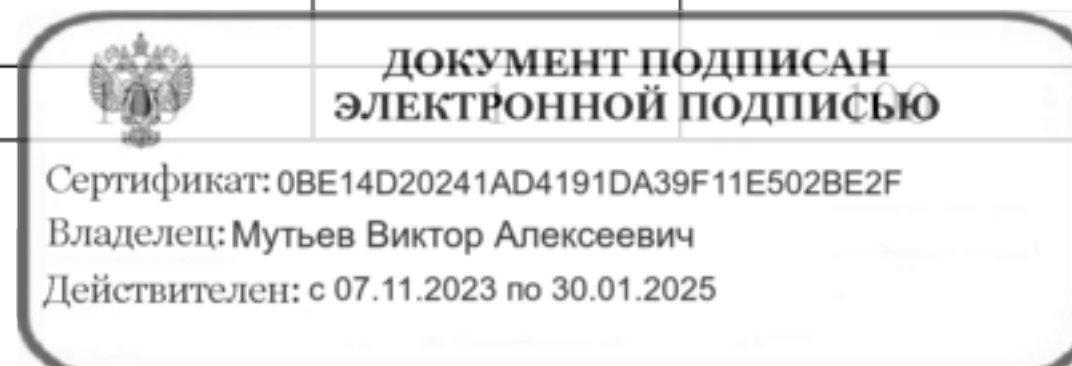 ДОКУМЕНТ ПОДПИСАН
ЭЛЕКТРОННОЙ ПОДПИСЬЮ
Сертификат: 0BE14D20241AD4191DA39F11E502BE2F
Владелец: Мутьев Виктор Алексеевич
Действителен: с 07.11.2023 по 30.01.2025